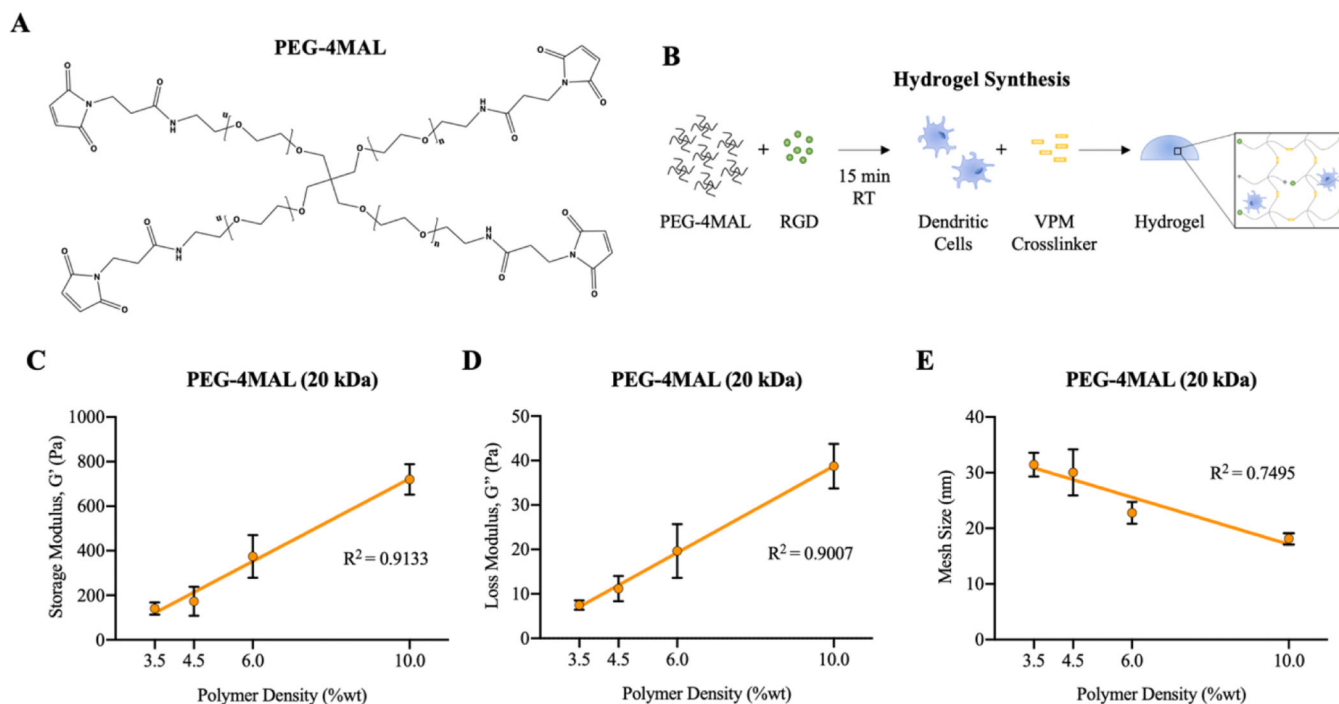 A
PEG-4MAL
O
O
N
O
N
H
n
O
O
O
O
n
O
H
N
O
N
O
O
O
O
N
O
N
H
n
O
O
O
O
n
O
H
N
O
N
O
O
B
Hydrogel Synthesis
+
15 min
RT
+
PEG-4MAL
RGD
Dendritic
Cells
VPM
Crosslinker
Hydrogel
C
PEG-4MAL (20 kDa)
Storage Modulus, G' (Pa)
1000
800
600
400
200
0
R² = 0.9133
3.5
4.5
6.0
10.0
Polymer Density (%wt)
D
PEG-4MAL (20 kDa)
Loss Modulus, G" (Pa)
50
40
30
20
10
0
R² = 0.9007
3.5
4.5
6.0
10.0
Polymer Density (%wt)
E
PEG-4MAL (20 kDa)
Mesh Size (nm)
40
30
20
10
0
R² = 0.7495
3.5
4.5
6.0
10.0
Polymer Density (%wt)